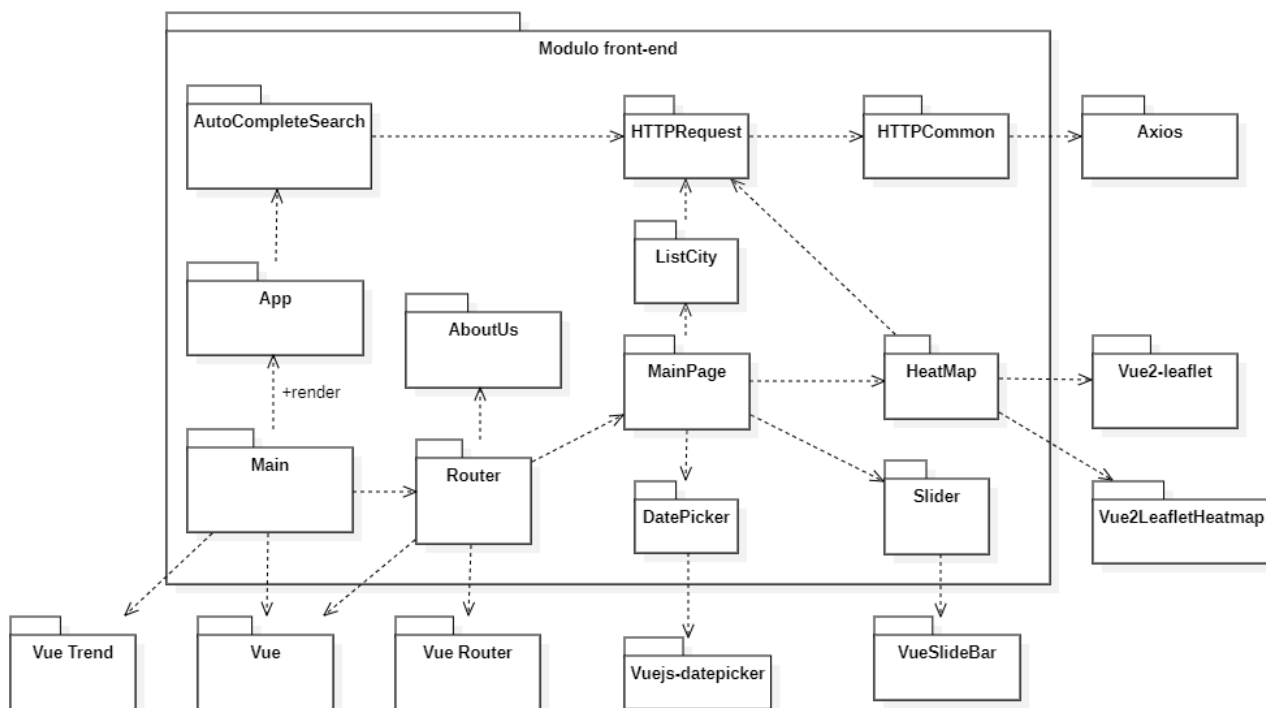 Modulo front-end
AutoCompleteSearch
HTTPRequest
HTTPCommon
Axios
ListCity
App
AboutUs
MainPage
HeatMap
Vue2-leaflet
+render
Main
Router
DatePicker
Slider
Vue2LeafletHeatmap
Vue Trend
Vue
Vue Router
Vuejs-datepicker
VueSlideBar